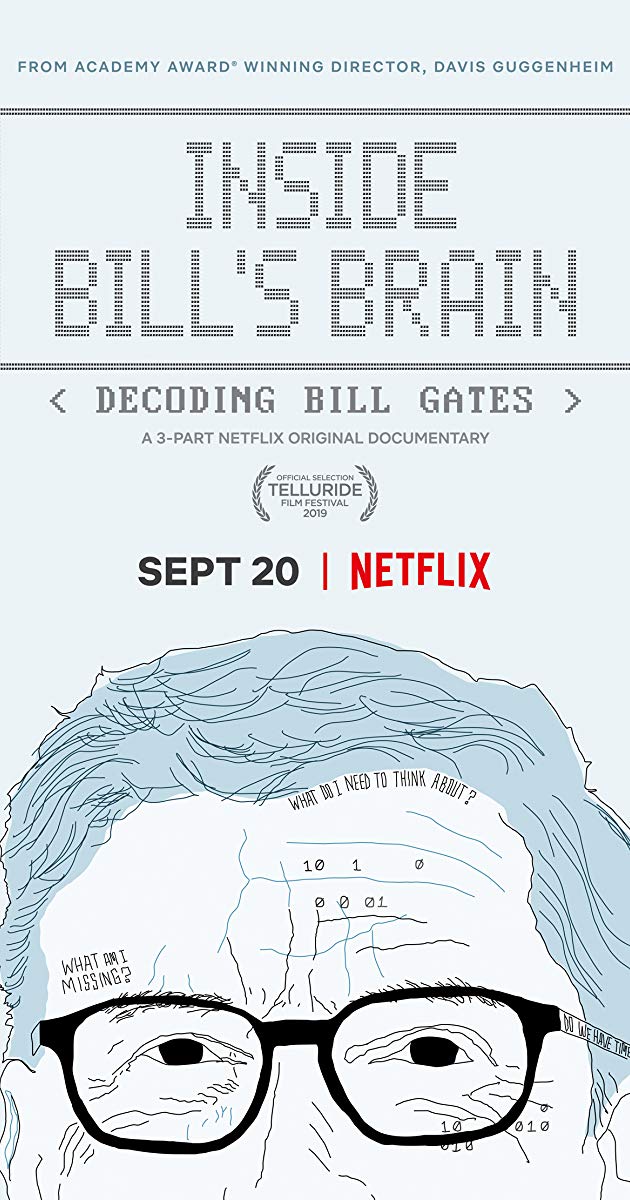 FROM ACADEMY AWARD® WINNING DIRECTOR, DAVIS GUGGENHEIM
INSIDE
BILL'S BRAIN
< DECODING BILL GATES >
A 3-PART NETFLIX ORIGINAL DOCUMENTARY
OFFICIAL SELECTION
TELLURIDE
FILM FESTIVAL
2019
SEPT 20 | NETFLIX
WHAT DO I NEED TO THINK ABOUT?
10 1 0
0 0 01
WHAT AM I
MISSING?
DO WE HAVE TIME
0
10 010
010